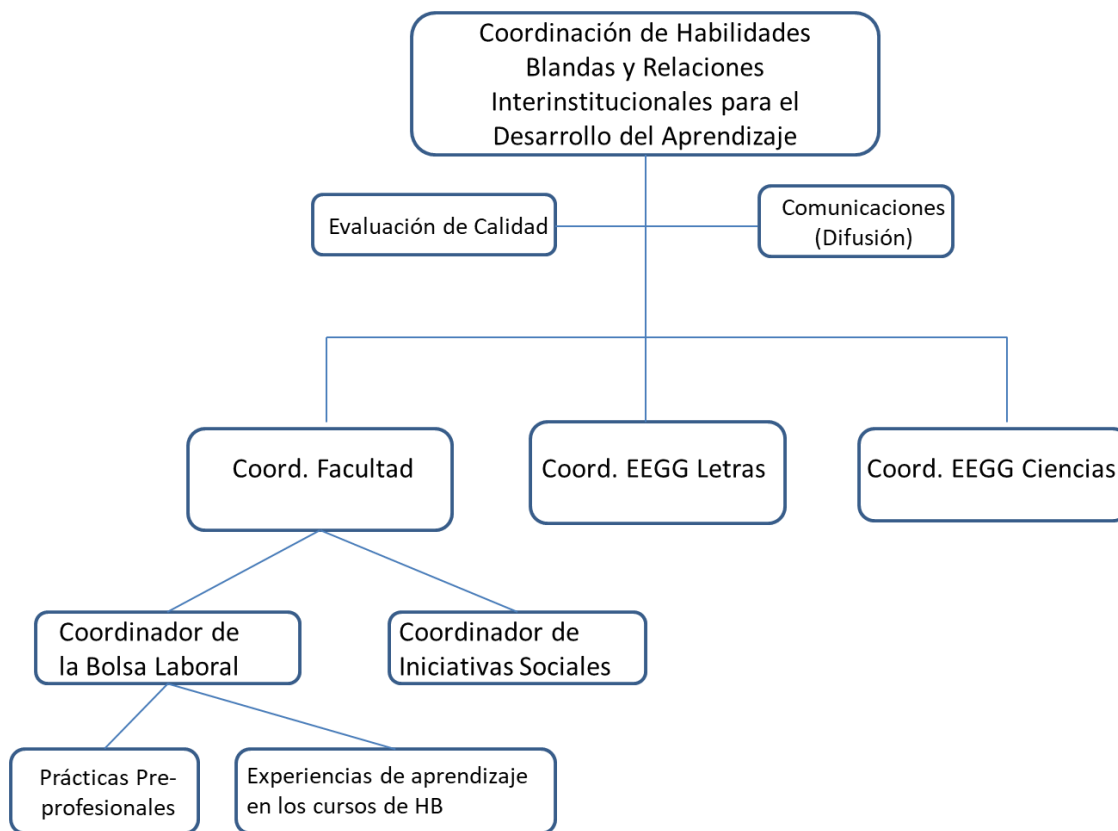 Coordinación de Habilidades
Blandas y Relaciones
Interinstitucionales para el
Desarrollo del Aprendizaje
Evaluación de Calidad
Comunicaciones
(Difusión)
Coord. Facultad
Coord. EEGG Letras
Coord. EEGG Ciencias
Coordinador de
la Bolsa Laboral
Coordinador de
Iniciativas Sociales
Prácticas Pre-
profesionales
Experiencias de aprendizaje
en los cursos de HB